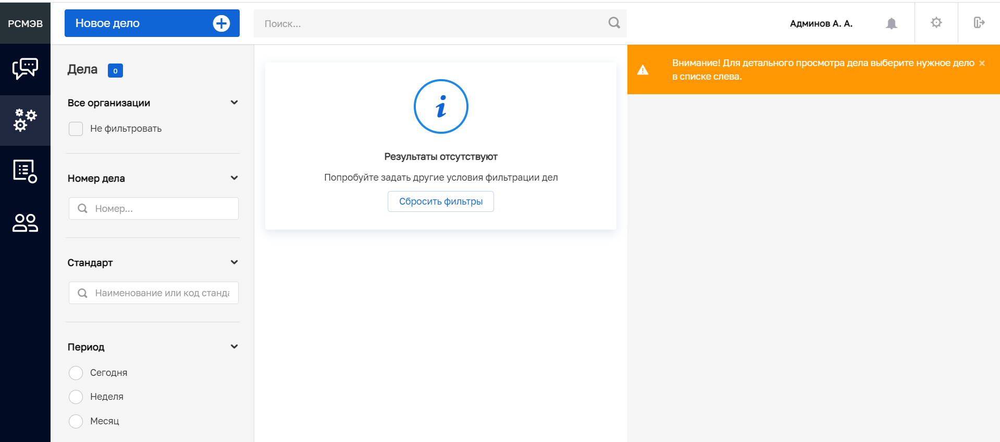 РСМЭВ
Новое дело
Поиск...
Админов А. А.
Дела 0
Все организации
Не фильтровать
Номер дела
Номер...
Стандарт
Наименование или код станда
Период
Сегодня
Неделя
Месяц
i
Результаты отсутствуют
Попробуйте задать другие условия фильтрации дел
Сбросить фильтры
Внимание! Для детального просмотра дела выберите нужное дело
в списке слева.